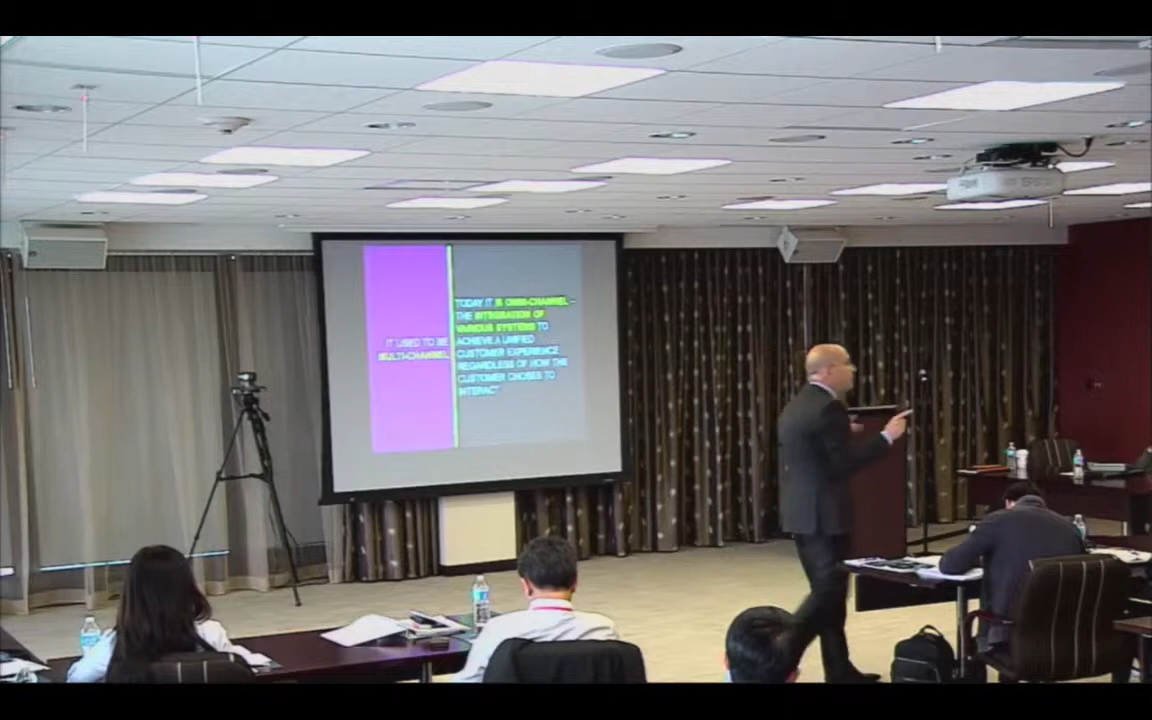 IT USED TO BE
MULTI-CHANNEL
TODAY IT IS OMNI-CHANNEL –
THE INTEGRATION OF
VARIOUS SYSTEMS TO
ACHIEVE A UNIFIED
CUSTOMER EXPERIENCE
REGARDLESS OF HOW THE
CUSTOMER CHOSES TO
INTERACT"